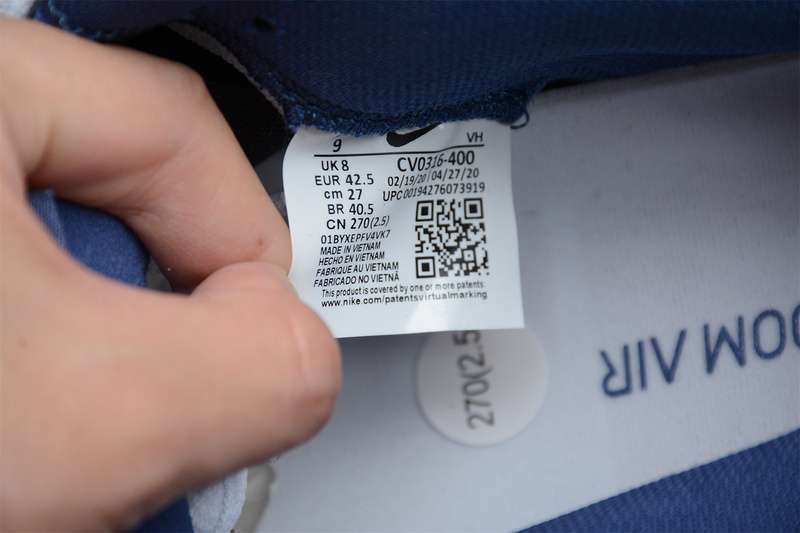 9 VH
UK 8 CV0316-400
EUR 42.5 02/19/20 04/27/20
cm 27 UPC00194276073919
BR 40.5
CN 270(2.5)
01BYXEPFV4VK7
MADE IN VIETNAM
HECHO EN VIETNAM
FABRIQUE AU VIETNAM
FABRICADO NO VIETNÃ
This product is covered by one or more patents:
www.nike.com/patentsvirtualmarking
270(2.5
OOM AIR